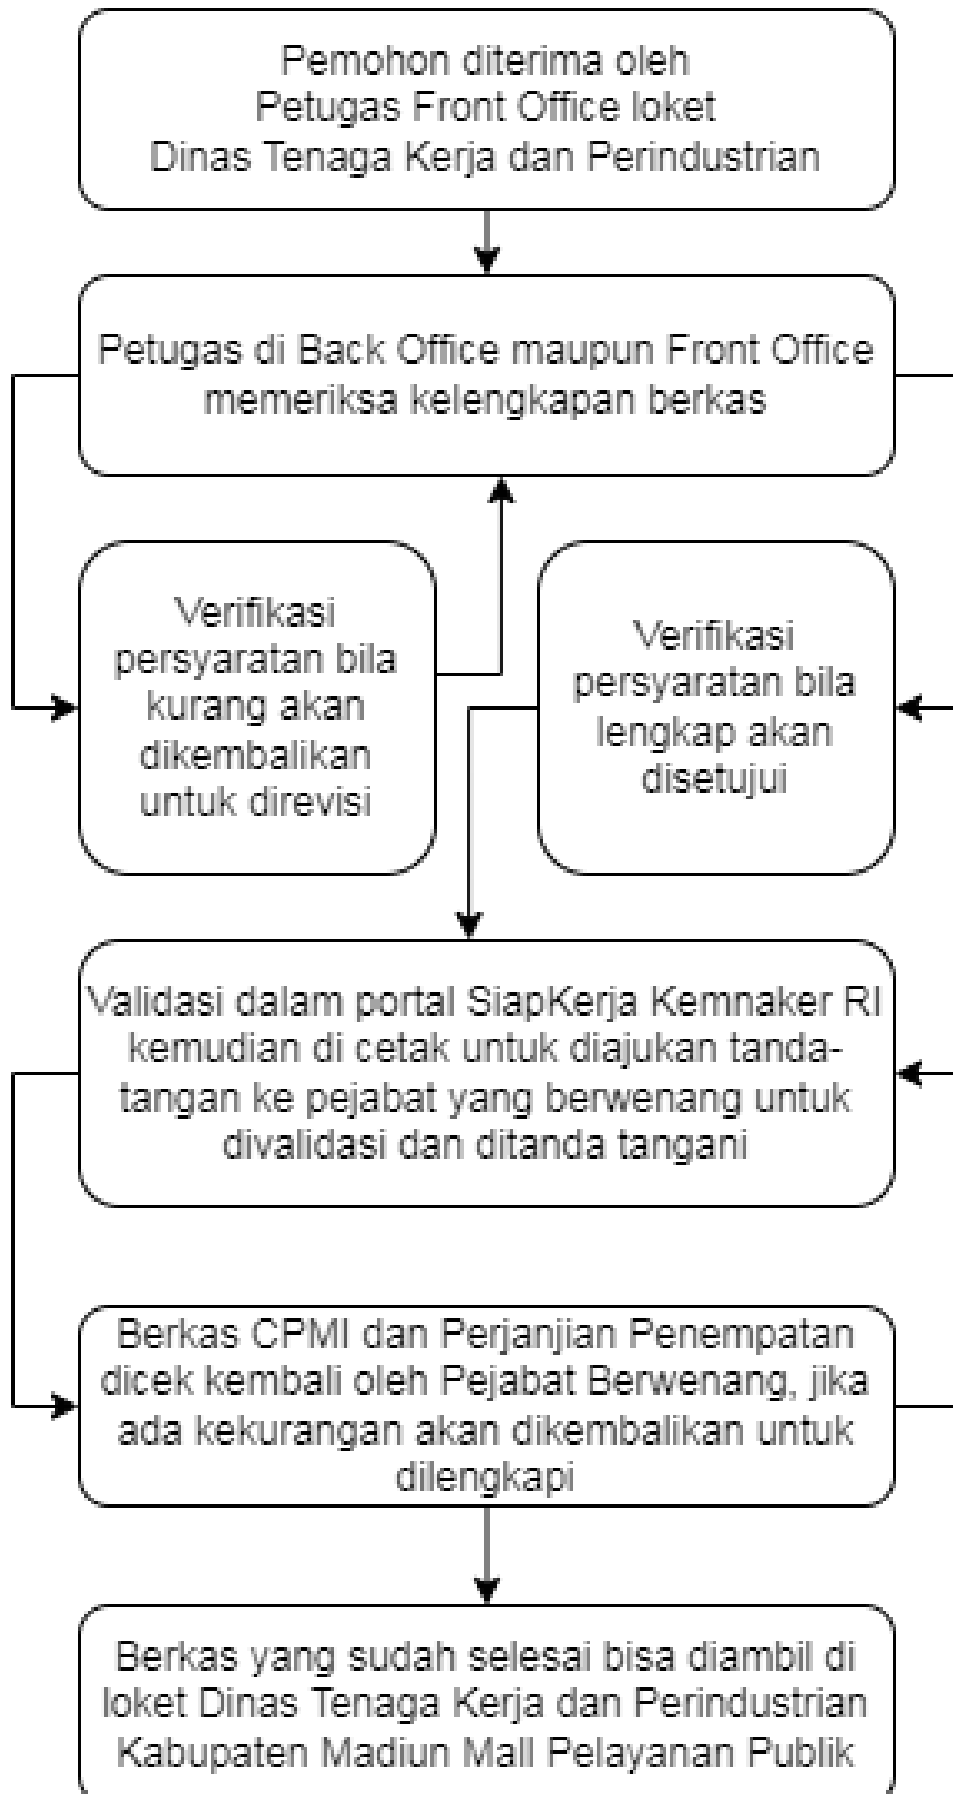 Pemohon diterima oleh
Petugas Front Office loket
Dinas Tenaga Kerja dan Perindustrian
Petugas di Back Office maupun Front Office
memeriksa kelengkapan berkas
Verifikasi
persyaratan bila
kurang akan
dikembalikan
untuk direvisi
Verifikasi
persyaratan bila
lengkap akan
disetujui
Validasi dalam portal SiapKerja Kemnaker RI
kemudian di cetak untuk diajukan tanda-
tangan ke pejabat yang berwenang untuk
divalidasi dan ditanda tangani
Berkas CPMI dan Perjanjian Penempatan
dicek kembali oleh Pejabat Berwenang, jika
ada kekurangan akan dikembalikan untuk
dilengkapi
Berkas yang sudah selesai bisa diambil di
loket Dinas Tenaga Kerja dan Perindustrian
Kabupaten Madiun Mall Pelayanan Publik